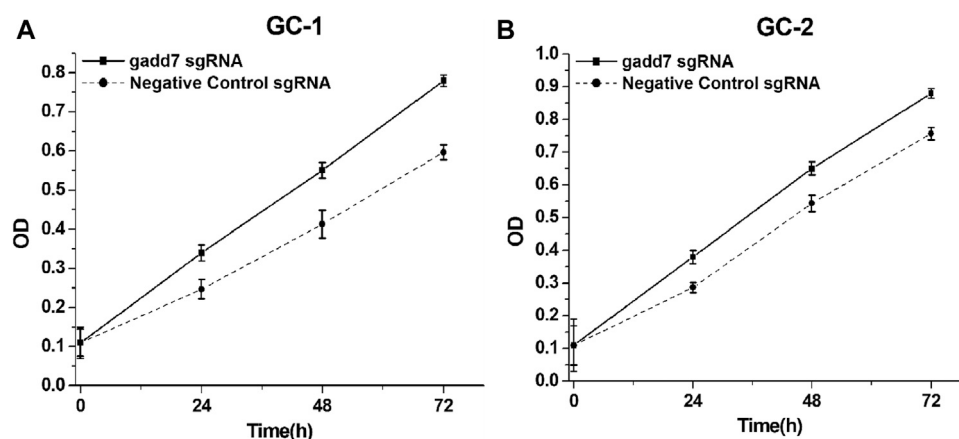 A
GC-1
gadd7 sgRNA
Negative Control sgRNA
OD
0.8
0.7
0.6
0.5
0.4
0.3
0.2
0.1
0.0
0 24 48 72
Time(h)
B
GC-2
gadd7 sgRNA
Negative Control sgRNA
OD
1.0
0.9
0.8
0.7
0.6
0.5
0.4
0.3
0.2
0.1
0.0
0 24 48 72
Time(h)